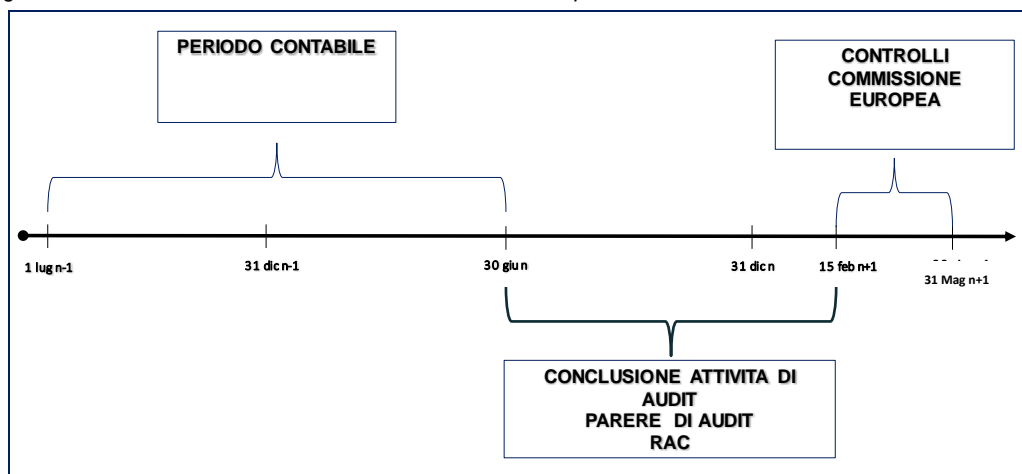 PERIODO CONTABILE
CONTROLLI
COMMISSIONE
EUROPEA
1 lug n-1
31 dic n-1
30 giu n
31 dic n
15 feb n+1
31 Mag n+1
CONCLUSIONE ATTIVITA DI
AUDIT
PARERE DI AUDIT
RAC